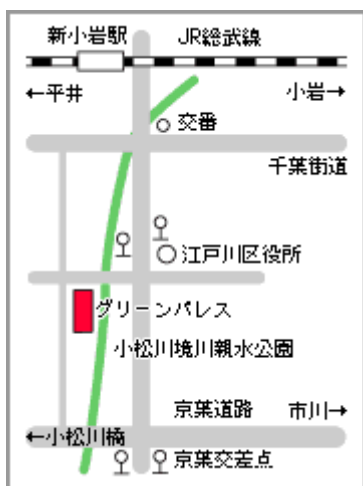 新小岩駅 JR総武線
←平井 小岩→
交番
千葉街道
江戸川区役所
グリーンパレス
小松川境川親水公園
京葉道路 市川→
←小松川橋
京葉交差点